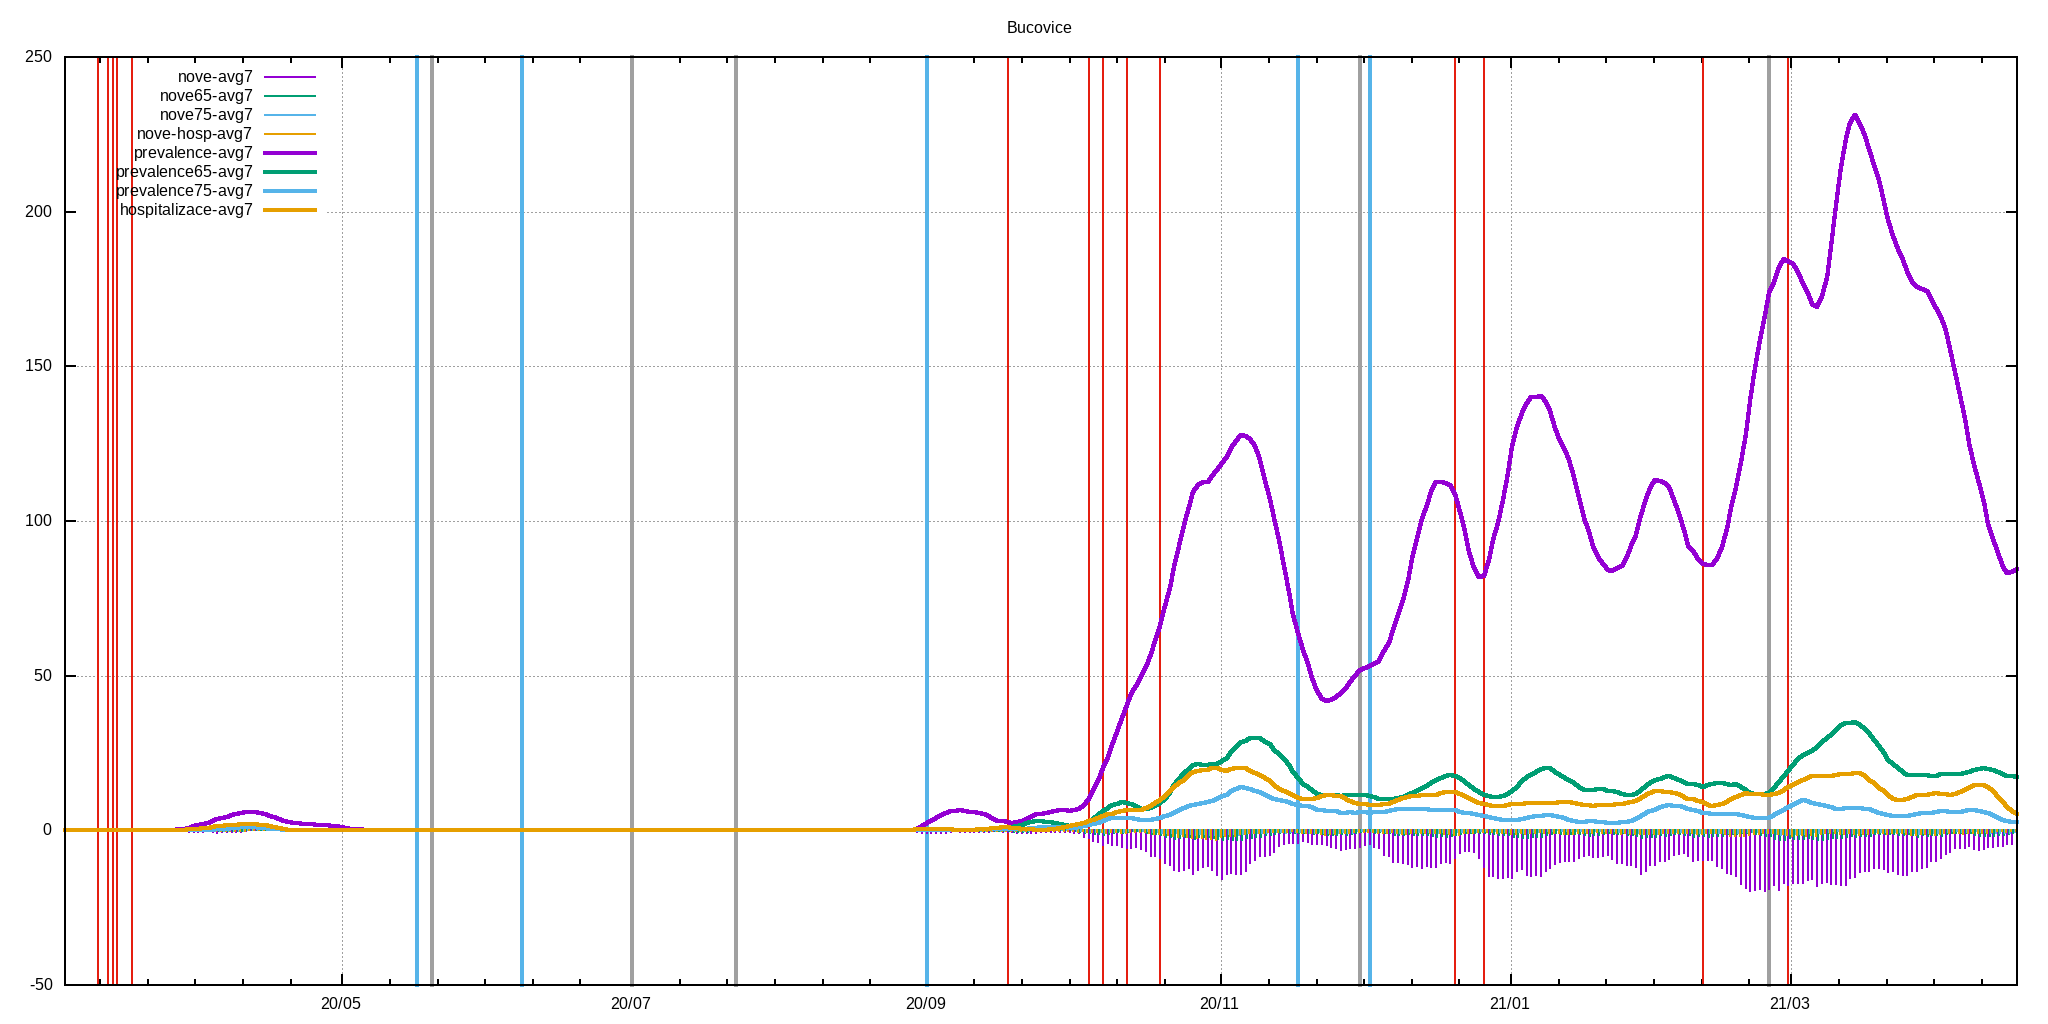 Bucovice
nove-avg7
nove65-avg7
nove75-avg7
nove-hosp-avg7
prevalence-avg7
prevalence65-avg7
prevalence75-avg7
hospitalizace-avg7
250
200
150
100
50
0
-50
20/05 20/07 20/09 20/11 21/01 21/03